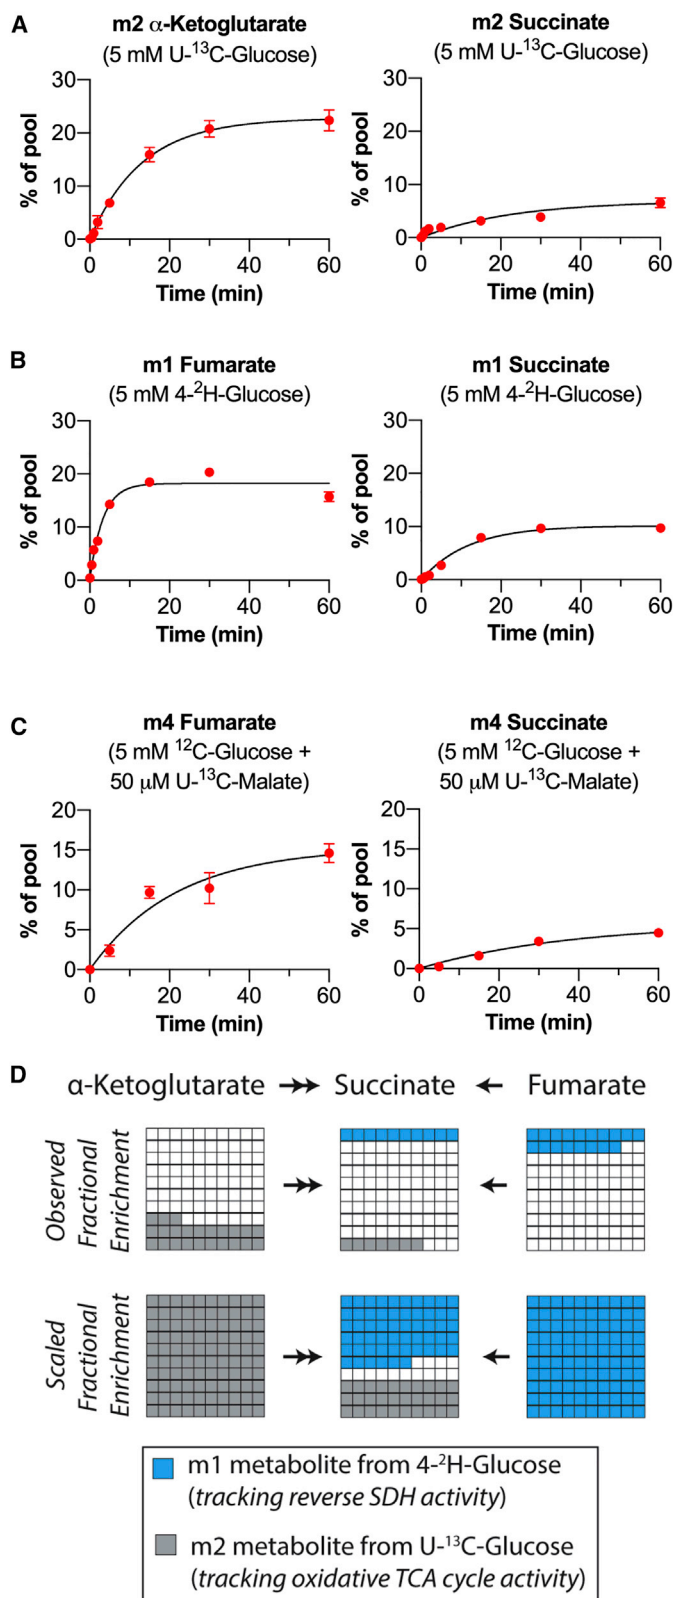 A
m2 α-Ketoglutarate
(5 mM U-¹³C-Glucose)
% of pool
30
20
10
0
0 20 40 60
Time (min)
m2 Succinate
(5 mM U-¹³C-Glucose)
% of pool
30
20
10
0
0 20 40 60
Time (min)
B
m1 Fumarate
(5 mM 4-²H-Glucose)
% of pool
30
20
10
0
0 20 40 60
Time (min)
m1 Succinate
(5 mM 4-²H-Glucose)
% of pool
30
20
10
0
0 20 40 60
Time (min)
C
m4 Fumarate
(5 mM ¹²C-Glucose +
50 μM U-¹³C-Malate)
% of pool
20
15
10
5
0
0 20 40 60
Time (min)
m4 Succinate
(5 mM ¹²C-Glucose +
50 μM U-¹³C-Malate)
% of pool
20
15
10
5
0
0 20 40 60
Time (min)
D
α-Ketoglutarate Succinate Fumarate
Observed
Fractional
Enrichment
Scaled
Fractional
Enrichment
m1 metabolite from 4-²H-Glucose
(tracking reverse SDH activity)
m2 metabolite from U-¹³C-Glucose
(tracking oxidative TCA cycle activity)